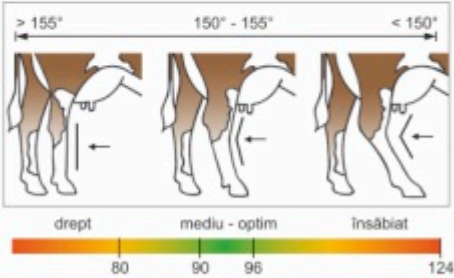 > 155° 150° - 155° < 150°
drept mediu - optim însăbiat
80 90 96 124